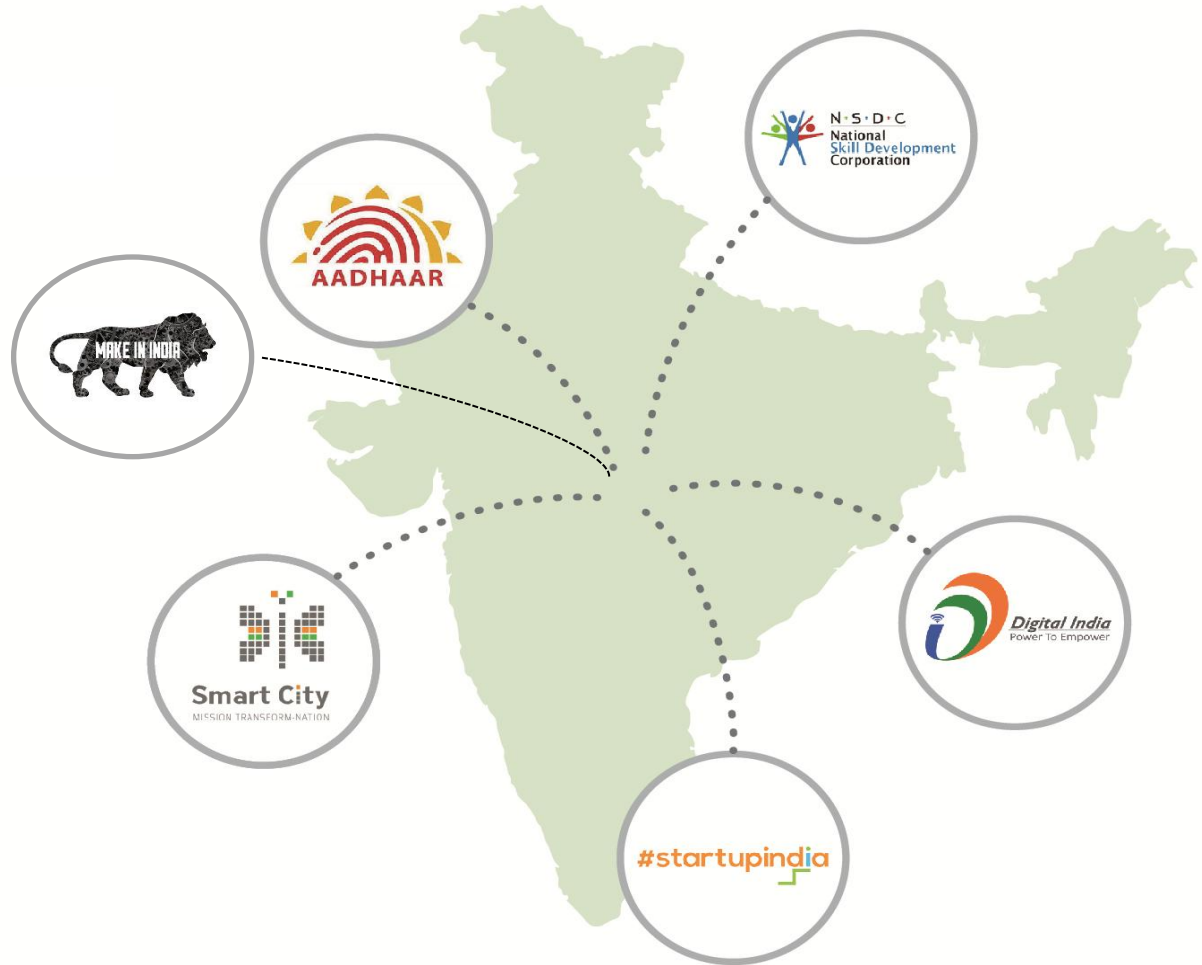 N·S·D·C
National
Skill Development
Corporation
AADHAAR
MAKE IN INDIA
Digital India
Power To Empower
Smart City
MISSION TRANSFORM-NATION
#startupindia